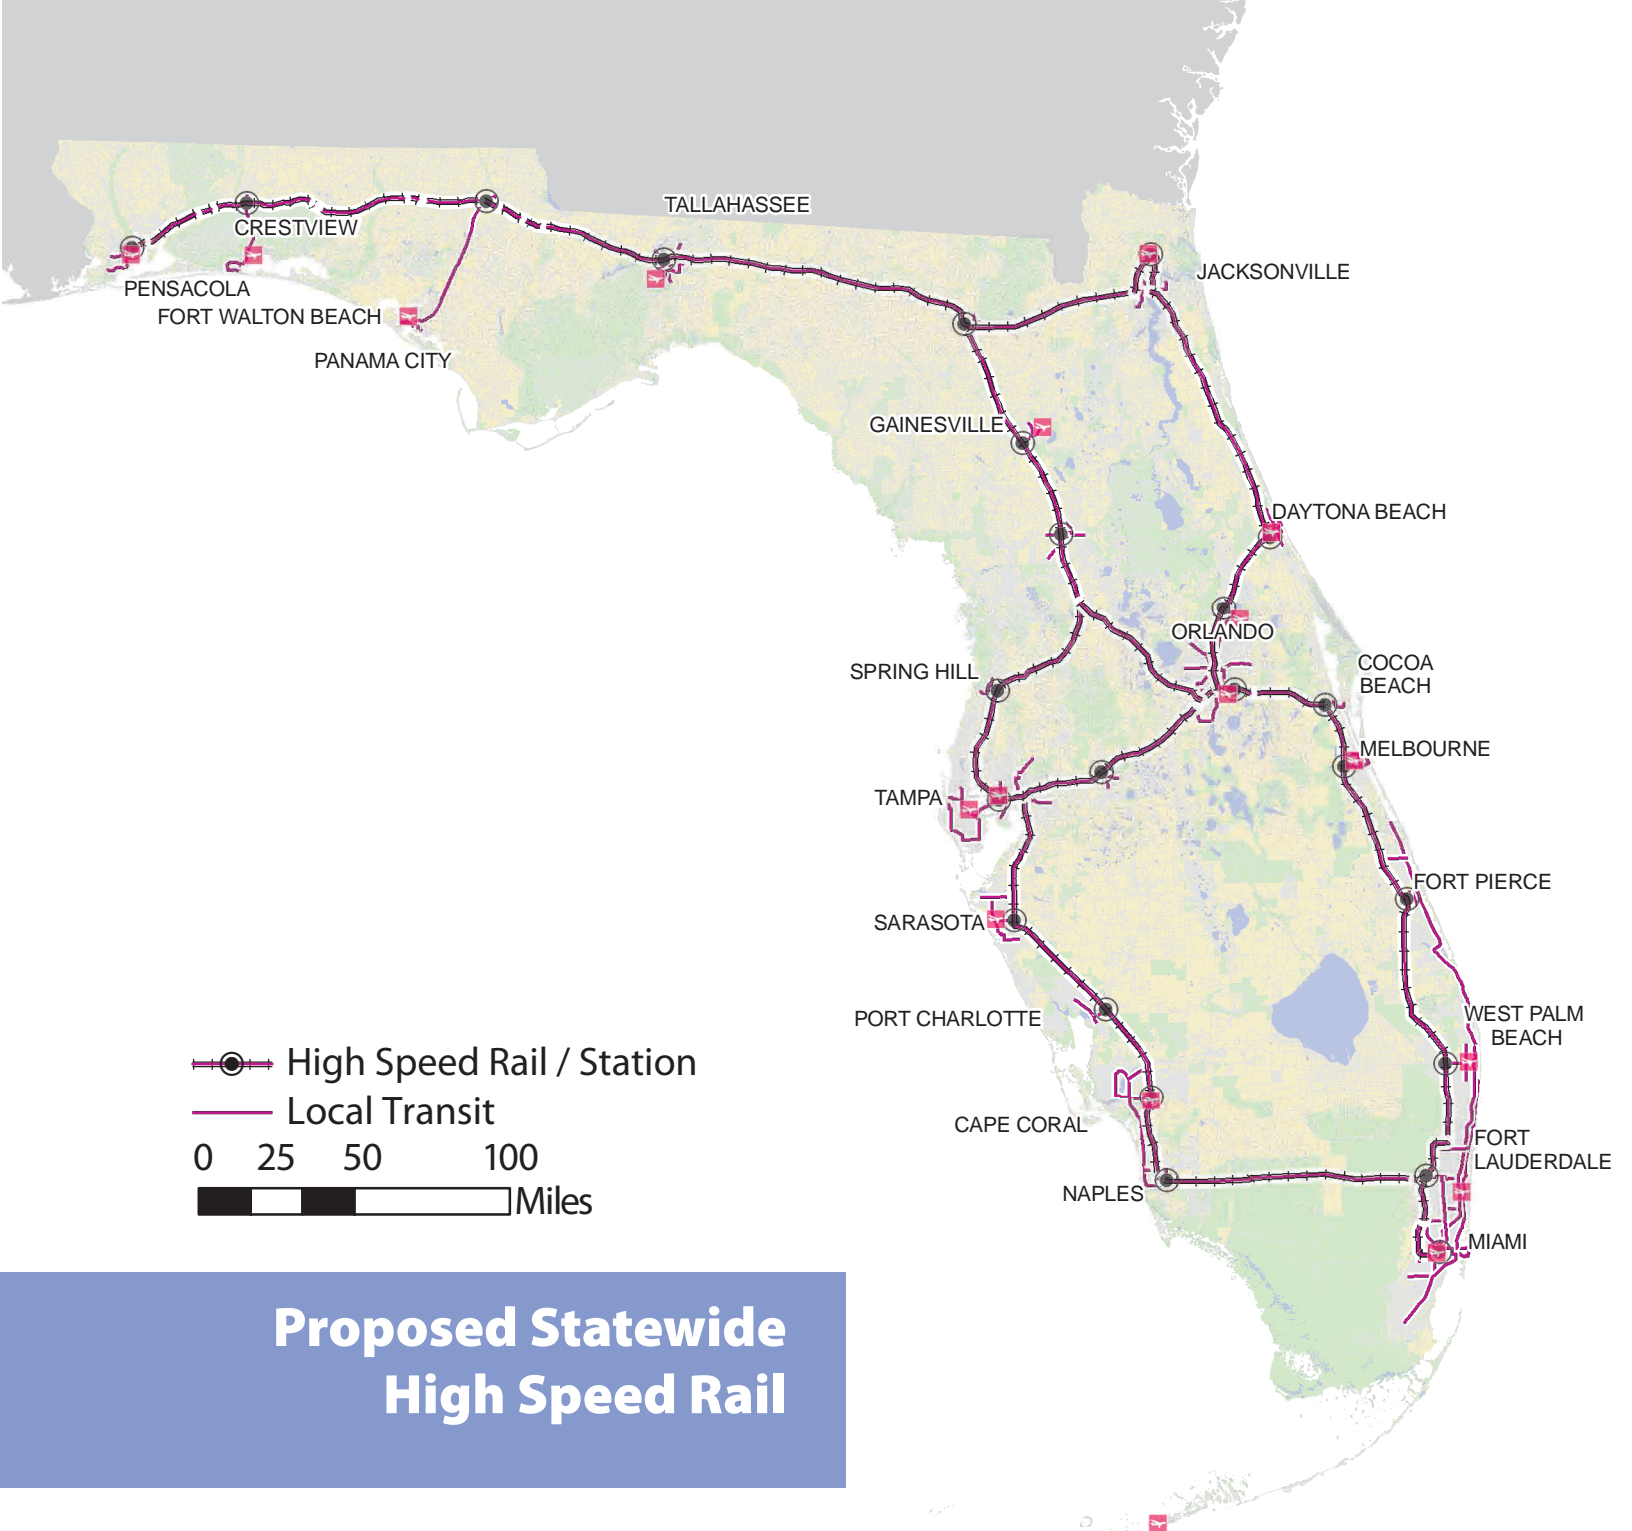 TALLAHASSEE
CRESTVIEW
JACKSONVILLE
PENSACOLA
FORT WALTON BEACH
PANAMA CITY
GAINESVILLE
DAYTONA BEACH
ORLANDO
SPRING HILL
COCOA
BEACH
MELBOURNE
TAMPA
FORT PIERCE
SARASOTA
PORT CHARLOTTE
WEST PALM
BEACH
CAPE CORAL
FORT
LAUDERDALE
NAPLES
MIAMI
High Speed Rail / Station
Local Transit
0 25 50 100
Miles
Proposed Statewide
High Speed Rail